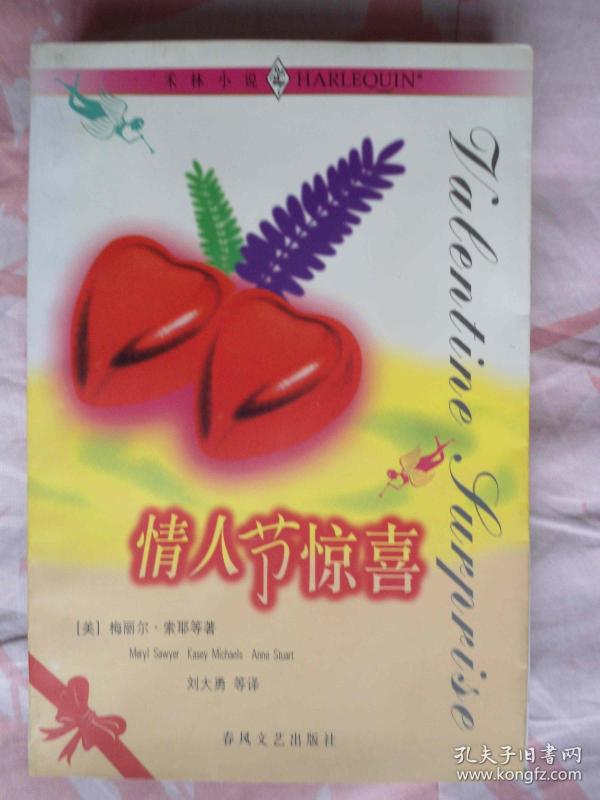 禾林小说 HARLEQUIN®
Valentine Surprise
情人节惊喜
[美] 梅丽尔·索耶等著
Meryl Sawyer Kasey Michaels Anne Stuart
刘大勇 等译
春风文艺出版社
孔夫子旧书网
www.kongfz.com